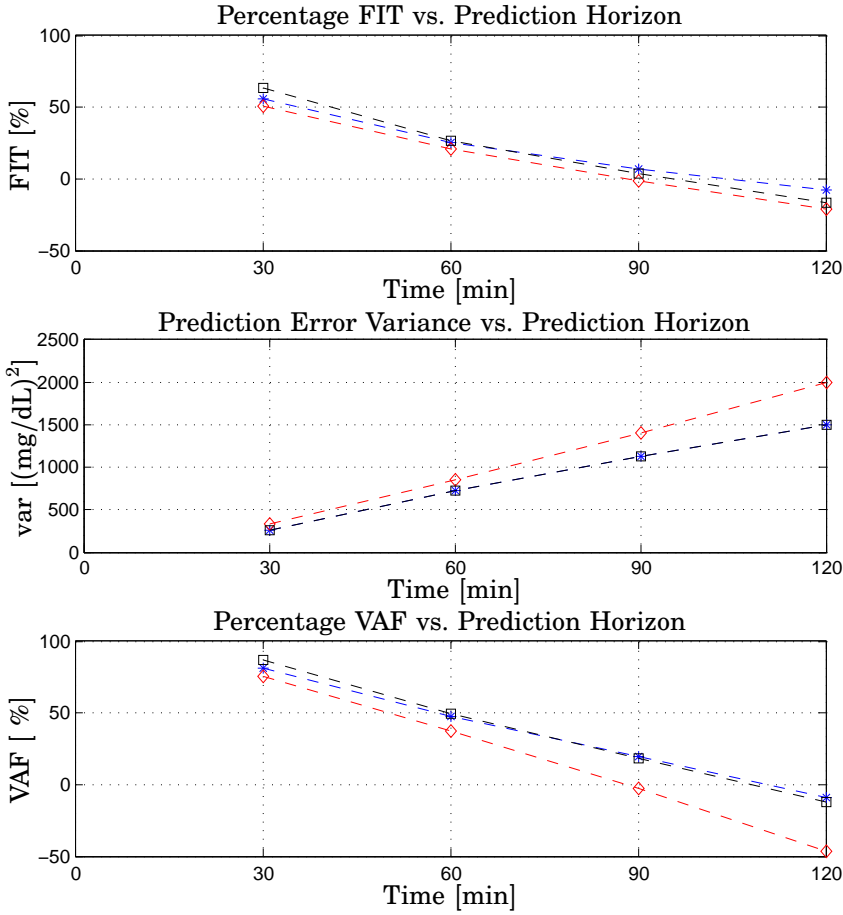 Percentage FIT vs. Prediction Horizon
100
50
0
−50
FIT [%]
0 30 60 90 120
Time [min]
Prediction Error Variance vs. Prediction Horizon
2500
2000
1500
1000
500
0
var [(mg/dL)²]
0 30 60 90 120
Time [min]
Percentage VAF vs. Prediction Horizon
100
50
0
−50
VAF [ %]
0 30 60 90 120
Time [min]